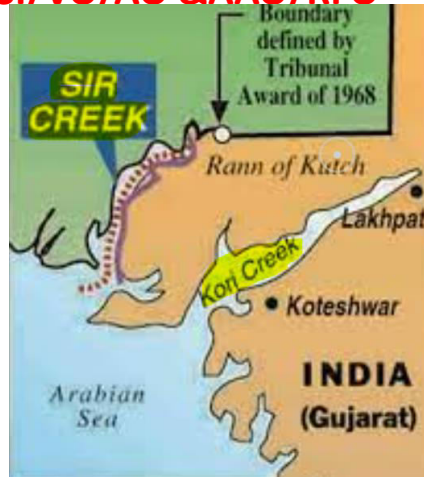 Boundary
defined by
Tribunal
Award of 1968
SIR
CREEK
Rann of Kutch
Lakhpat
Kori Creek
Koteshwar
INDIA
(Gujarat)
Arabian
Sea